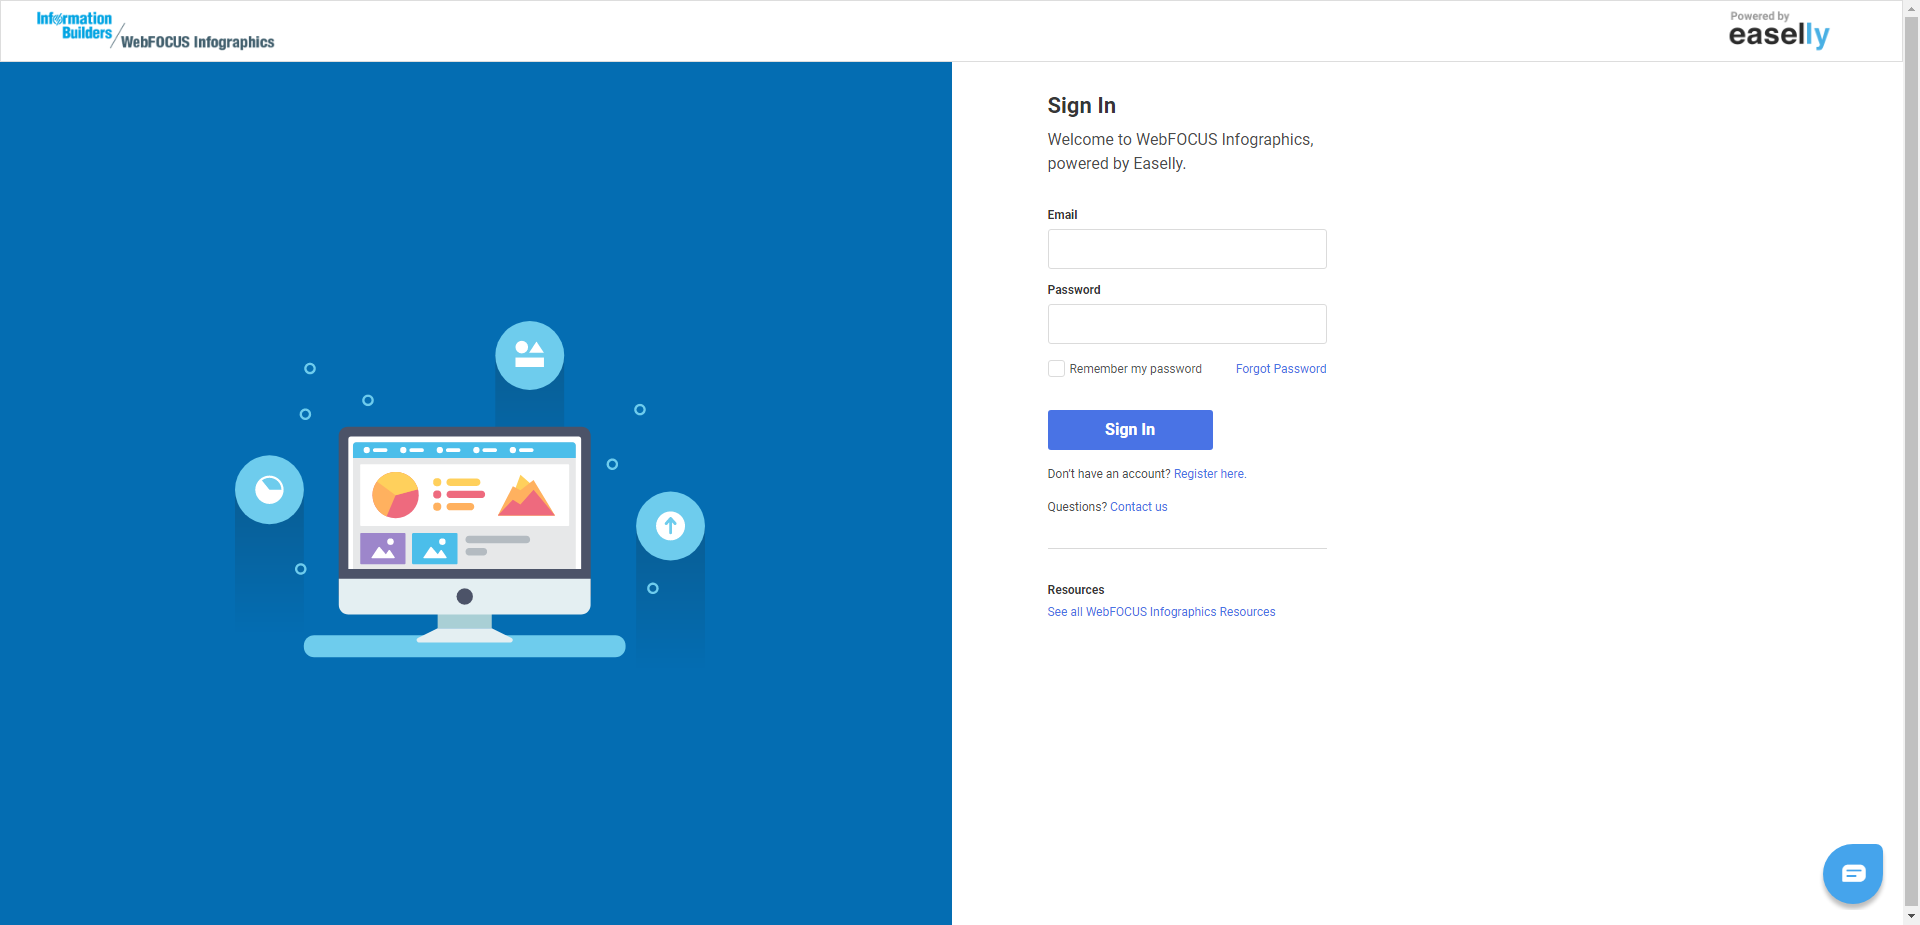 Information
Builders
WebFOCUS Infographics
Powered by
easelly
Sign In
Welcome to WebFOCUS Infographics,
powered by Easelly.
Email
Password
Remember my password Forgot Password
Sign In
Don't have an account? Register here.
Questions? Contact us
Resources
See all WebFOCUS Infographics Resources